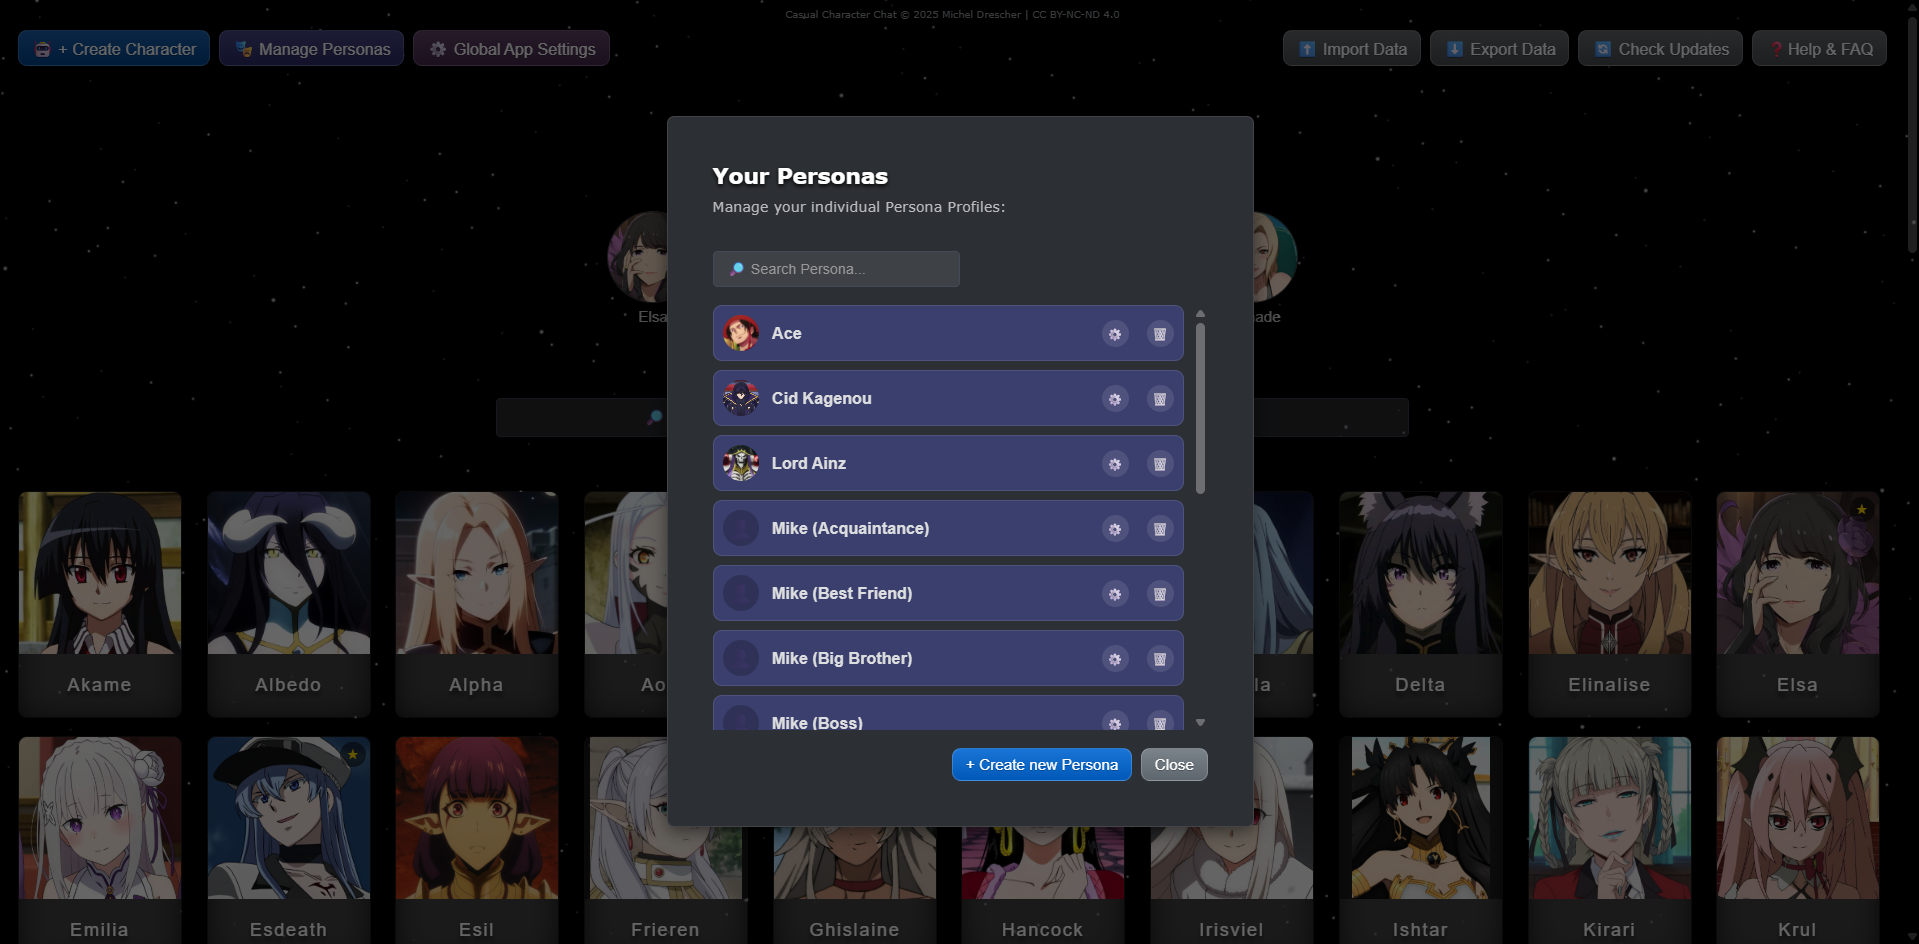 Casual Character Chat © 2025 Michel Drescher | CC BY-NC-ND 4.0
+ Create Character
Manage Personas
Global App Settings
Import Data
Export Data
Check Updates
Help & FAQ
Your Personas
Manage your individual Persona Profiles:
Search Persona...
Ace
Cid Kagenou
Lord Ainz
Mike (Acquaintance)
Mike (Best Friend)
Mike (Big Brother)
Mike (Boss)
+ Create new Persona
Close
Elsa
ade
Akame
Albedo
Alpha
Ao
la
Delta
Elinalise
Elsa
Emilia
Esdeath
Esil
Frieren
Ghislaine
Hancock
Irisviel
Ishtar
Kirari
Krul